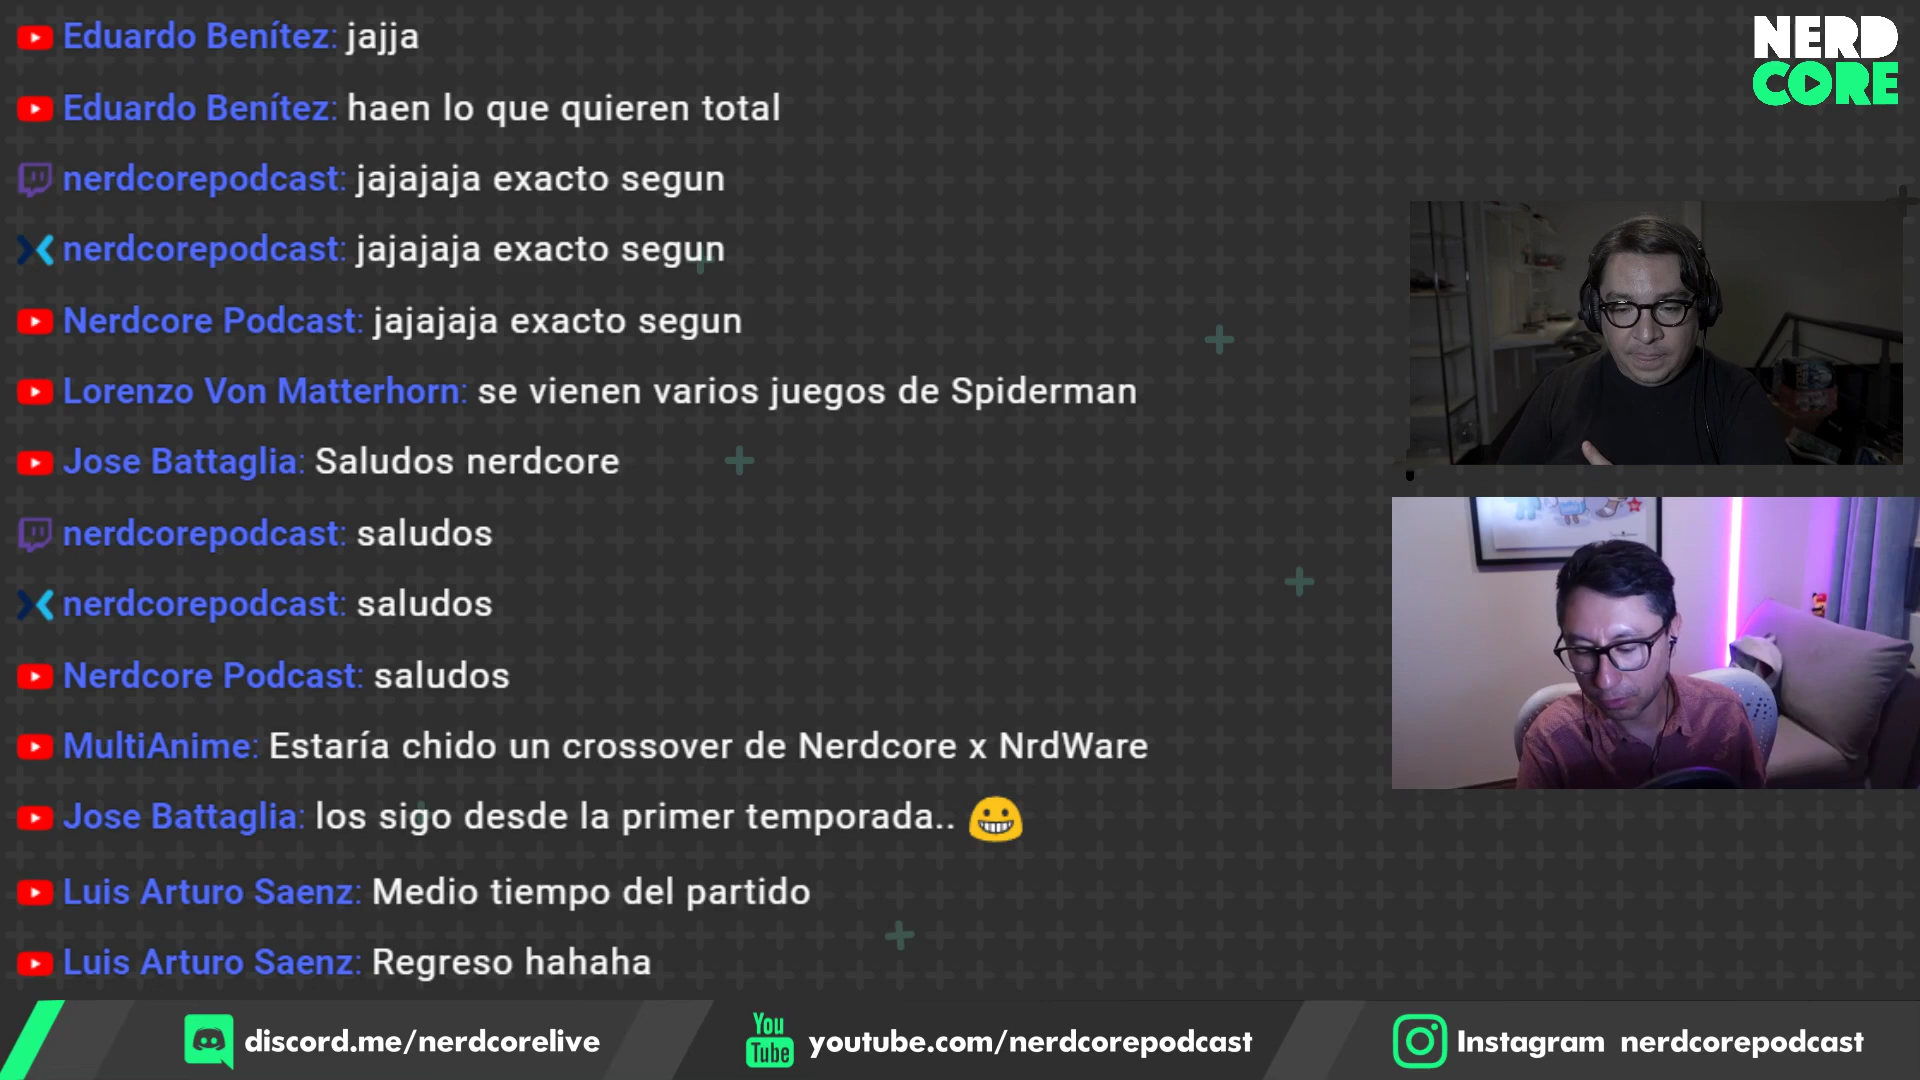 Eduardo Benítez: jajja
Eduardo Benítez: haen lo que quieren total
nerdcorepodcast: jajajaja exacto segun
nerdcorepodcast: jajajaja exacto segun
Nerdcore Podcast: jajajaja exacto segun
Lorenzo Von Matterhorn: se vienen varios juegos de Spiderman
Jose Battaglia: Saludos nerdcore
nerdcorepodcast: saludos
nerdcorepodcast: saludos
Nerdcore Podcast: saludos
MultiAnime: Estaría chido un crossover de Nerdcore x NrdWare
Jose Battaglia: los sigo desde la primer temporada.. 😀
Luis Arturo Saenz: Medio tiempo del partido
Luis Arturo Saenz: Regreso hahaha
NERD
CORE
discord.me/nerdcorelive
You
Tube
youtube.com/nerdcorepodcast
Instagram nerdcorepodcast